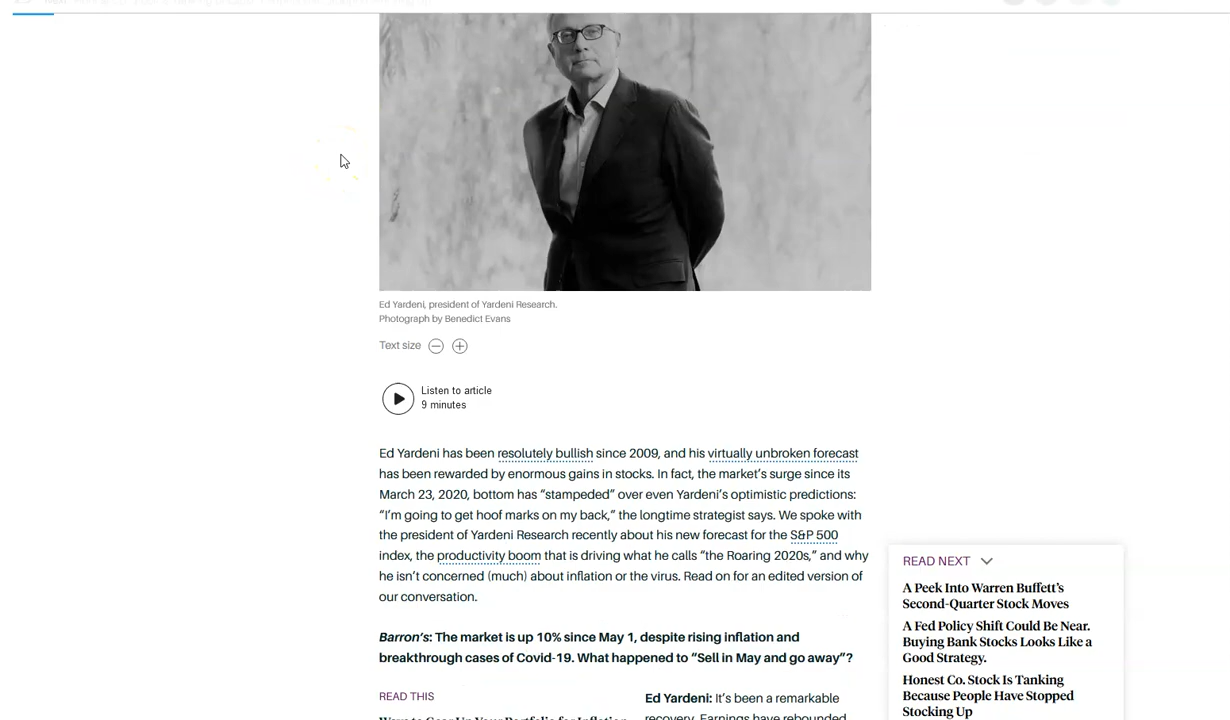 Ed Yardeni, president of Yardeni Research.
Photograph by Benedict Evans
Text size
Listen to article
9 minutes
Ed Yardeni has been resolutely bullish since 2009, and his virtually unbroken forecast
has been rewarded by enormous gains in stocks. In fact, the market’s surge since its
March 23, 2020, bottom has “stampeded” over even Yardeni’s optimistic predictions:
“I’m going to get hoof marks on my back,” the longtime strategist says. We spoke with
the president of Yardeni Research recently about his new forecast for the S&P 500
index, the productivity boom that is driving what he calls “the Roaring 2020s,” and why
he isn’t concerned (much) about inflation or the virus. Read on for an edited version of
our conversation.
Barron’s: The market is up 10% since May 1, despite rising inflation and
breakthrough cases of Covid-19. What happened to “Sell in May and go away”?
READ THIS
Ways to Gear Up Your Portfolio for Inflation
Ed Yardeni: It’s been a remarkable
recovery. Earnings have rebounded
READ NEXT
A Peek Into Warren Buffett’s
Second-Quarter Stock Moves
A Fed Policy Shift Could Be Near.
Buying Bank Stocks Looks Like a
Good Strategy.
Honest Co. Stock Is Tanking
Because People Have Stopped
Stocking Up